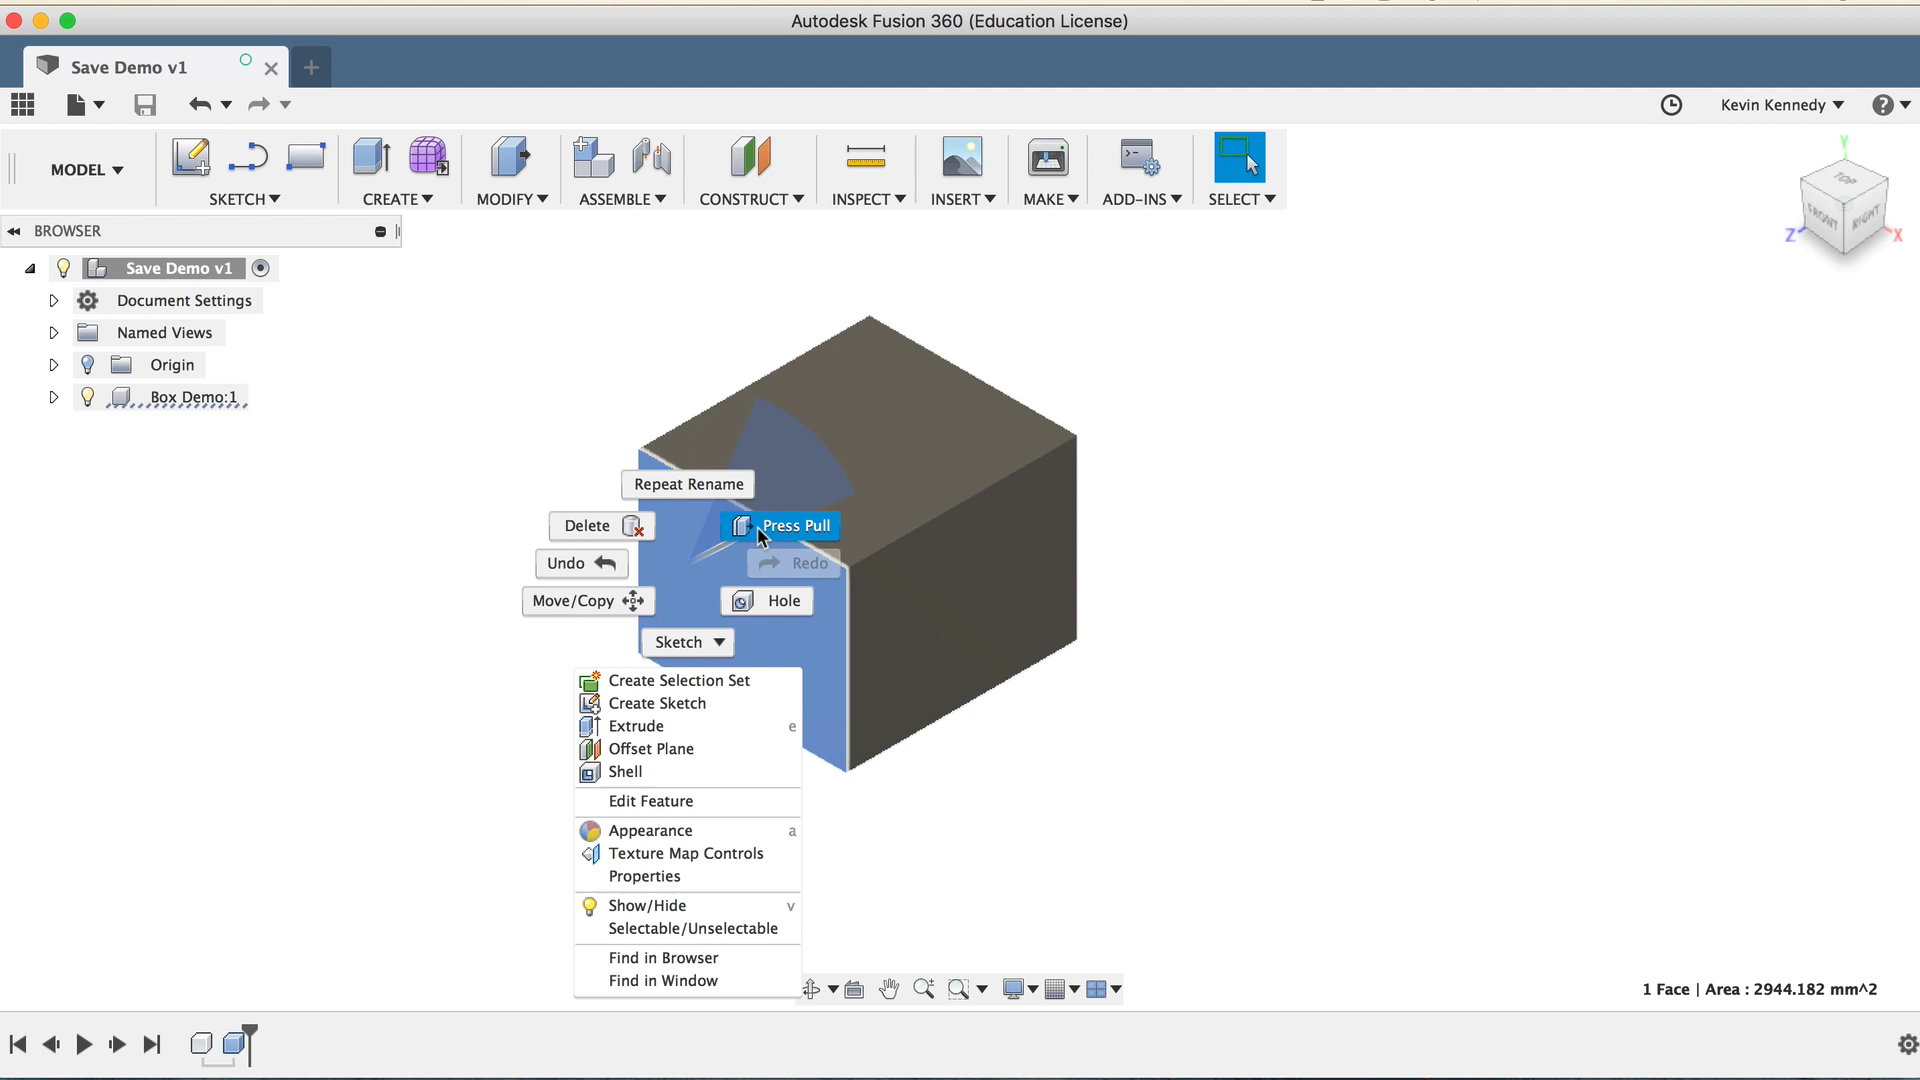 Autodesk Fusion 360 (Education License)
Save Demo v1
Kevin Kennedy
MODEL
SKETCH
CREATE
MODIFY
ASSEMBLE
CONSTRUCT
INSPECT
INSERT
MAKE
ADD-INS
SELECT
Y
TOP
FRONT
RIGHT
Z
X
BROWSER
Save Demo v1
Document Settings
Named Views
Origin
Box Demo:1
Repeat Rename
Delete
Press Pull
Undo
Redo
Move/Copy
Hole
Sketch
Create Selection Set
Create Sketch
Extrude e
Offset Plane
Shell
Edit Feature
Appearance a
Texture Map Controls
Properties
Show/Hide v
Selectable/Unselectable
Find in Browser
Find in Window
1 Face | Area : 2944.182 mm^2